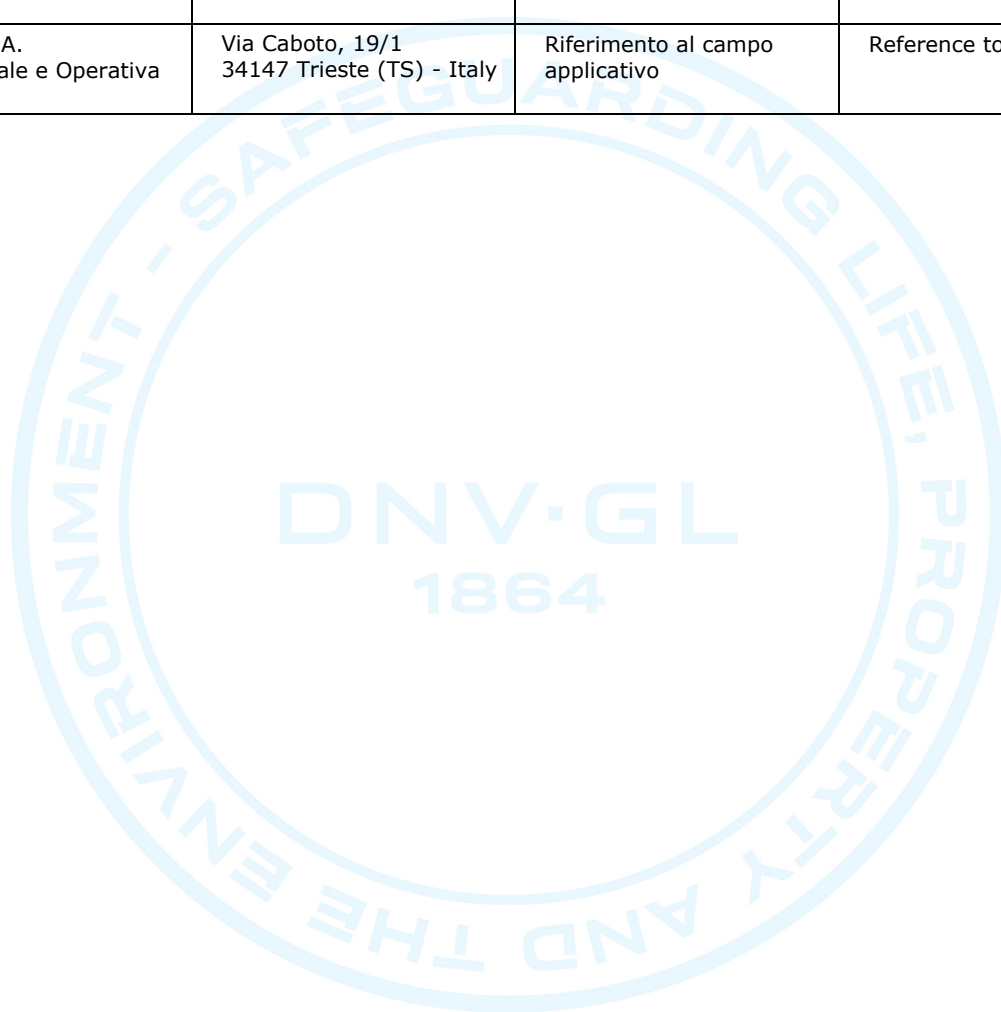 A.
ale e Operativa
Via Caboto, 19/1
34147 Trieste (TS) - Italy
Riferimento al campo
applicativo
Reference to
SAFEGUARDING LIFE, PROPERTY AND THE ENVIRONMENT -
DNV·GL
1864